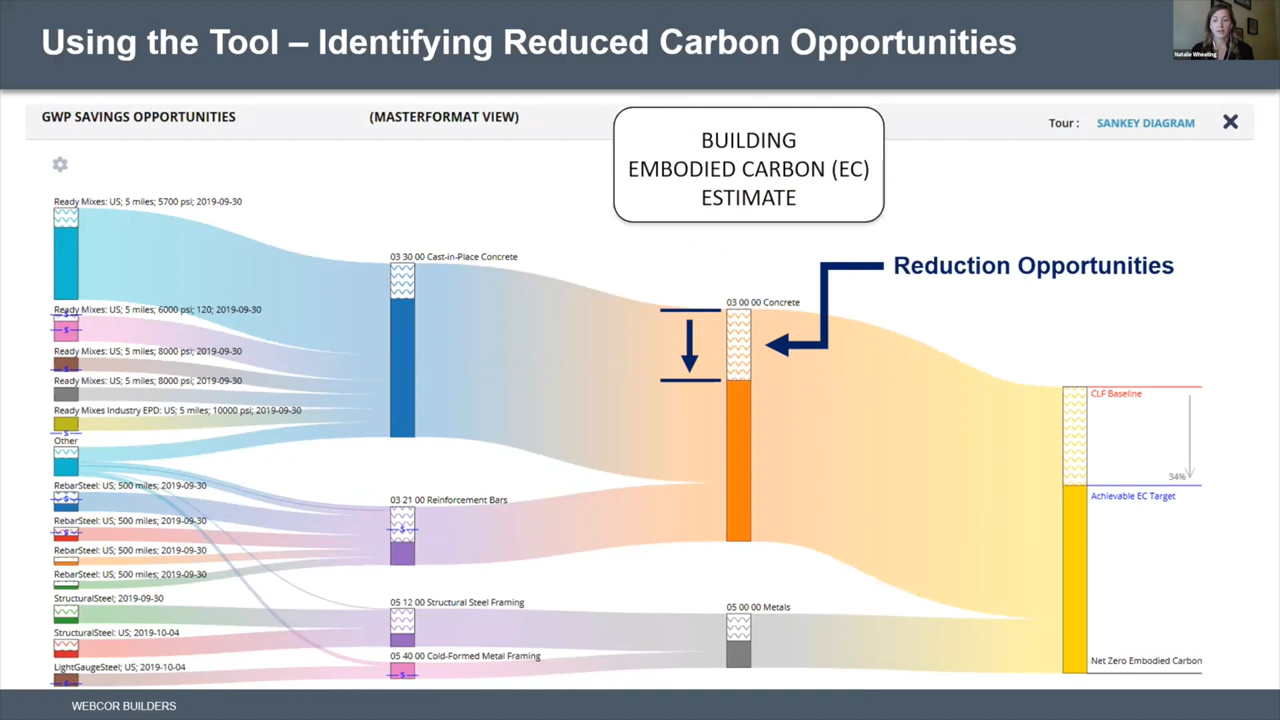 Using the Tool – Identifying Reduced Carbon Opportunities
Natalie Wheating
GWP SAVINGS OPPORTUNITIES
(MASTERFORMAT VIEW)
Tour : SANKEY DIAGRAM
BUILDING
EMBODIED CARBON (EC)
ESTIMATE
Reduction Opportunities
Ready Mixes: US; 5 miles; 5700 psi; 2019-09-30
Ready Mixes: US; 5 miles; 6000 psi; 120; 2019-09-30
S
Ready Mixes: US; 5 miles; 8000 psi; 2019-09-30
S
Ready Mixes: US; 5 miles; 8000 psi; 2019-09-30
Ready Mixes Industry EPD: US; 5 miles; 10000 psi; 2019-09-30
S
Other
RebarSteel: US; 500 miles; 2019-09-30
S
RebarSteel: US; 500 miles; 2019-09-30
S
RebarSteel: US; 500 miles; 2019-09-30
RebarSteel: US; 500 miles; 2019-09-30
StructuralSteel; 2019-09-30
StructuralSteel: US; 2019-10-04
LightGaugeSteel; US; 2019-10-04
S
03 30 00 Cast-in-Place Concrete
03 21 00 Reinforcement Bars
S
05 12 00 Structural Steel Framing
05 40 00 Cold-Formed Metal Framing
S
03 00 00 Concrete
05 00 00 Metals
CLF Baseline
34%
Achievable EC Target
Net Zero Embodied Carbon
WEBCOR BUILDERS